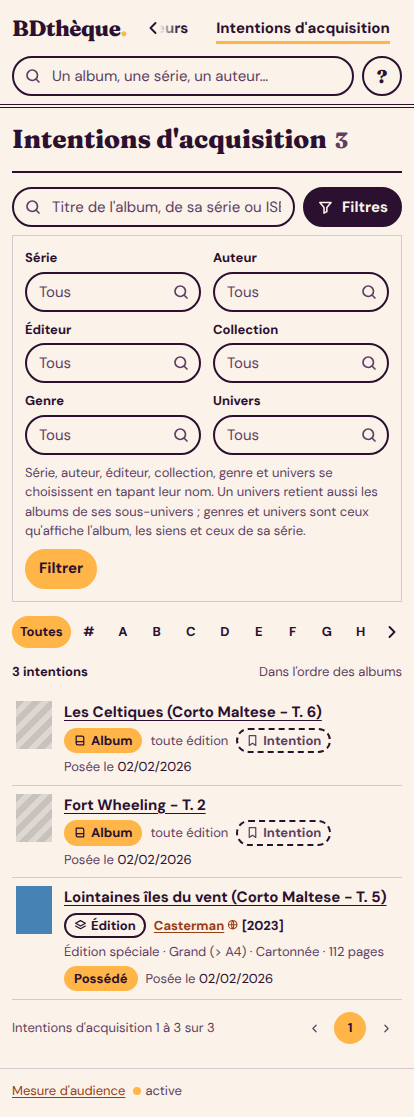 BDthèque. urs Intentions d'acquisition
Un album, une série, un auteur... ?
Intentions d'acquisition 3
Titre de l'album, de sa série ou ISB Filtres
Série Auteur
Tous Tous
Éditeur Collection
Tous Tous
Genre Univers
Tous Tous
Série, auteur, éditeur, collection, genre et univers se
choisissent en tapant leur nom. Un univers retient aussi les
albums de ses sous-univers ; genres et univers sont ceux
qu'affiche l'album, les siens et ceux de sa série.
Filtrer
Toutes # A B C D E F G H
3 intentions Dans l'ordre des albums
Les Celtiques (Corto Maltese - T. 6)
Album toute édition Intention
Posée le 02/02/2026
Fort Wheeling - T. 2
Album toute édition Intention
Posée le 02/02/2026
Lointaines îles du vent (Corto Maltese - T. 5)
Édition Casterman [2023]
Édition spéciale · Grand (> A4) · Cartonnée · 112 pages
Possédé Posée le 02/02/2026
Intentions d'acquisition 1 à 3 sur 3 ‹ 1 ›
Mesure d'audience active